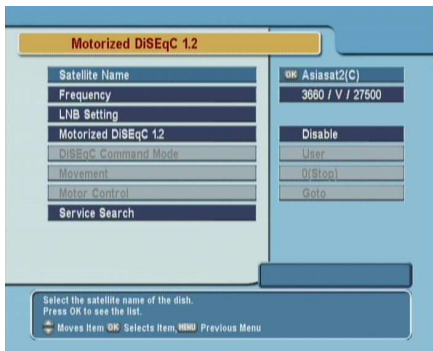 Motorized DiSEqC 1.2
Satellite Name OK Asiasat2(C)
Frequency 3660 / V / 27500
LNB Setting
Motorized DiSEqC 1.2 Disable
DiSEqC Command Mode User
Movement 0(Stop)
Motor Control Goto
Service Search
Select the satellite name of the dish.
Press OK to see the list.
Moves Item OK Selects Item, MENU Previous Menu